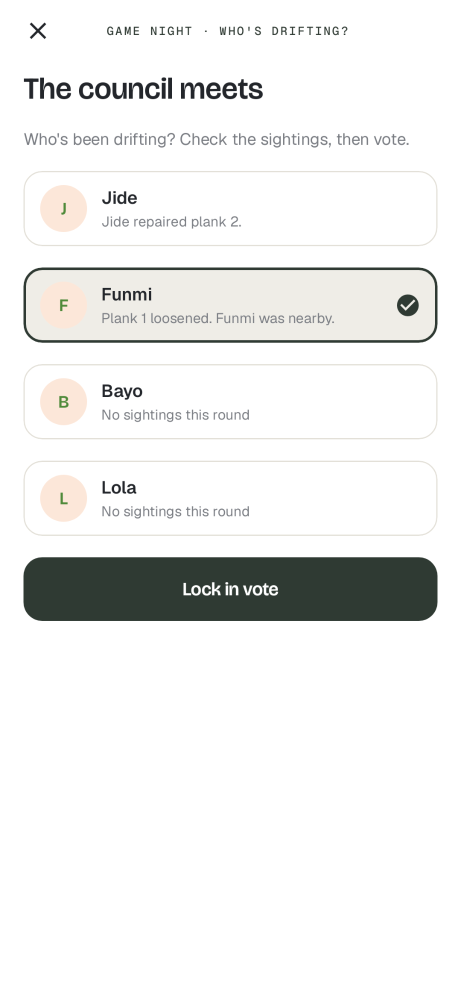 GAME NIGHT · WHO'S DRIFTING?
The council meets
Who's been drifting? Check the sightings, then vote.
J
Jide
Jide repaired plank 2.
F
Funmi
Plank 1 loosened. Funmi was nearby.
B
Bayo
No sightings this round
L
Lola
No sightings this round
Lock in vote